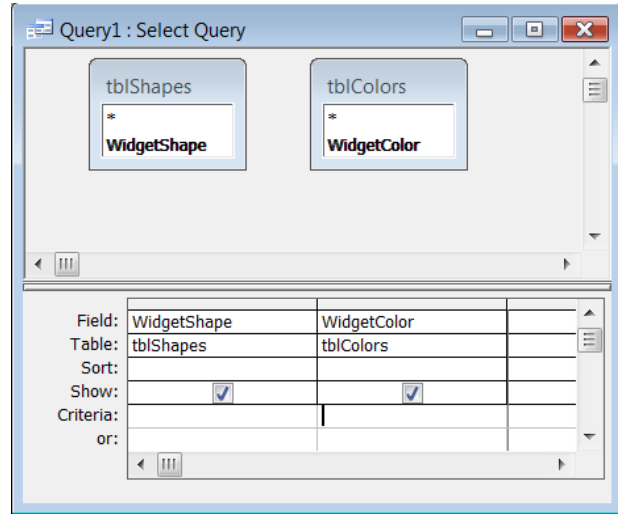 Query1 : Select Query
tblShapes tblColors
* *
WidgetShape WidgetColor
Field: WidgetShape WidgetColor
Table: tblShapes tblColors
Sort:
Show:
Criteria:
or: